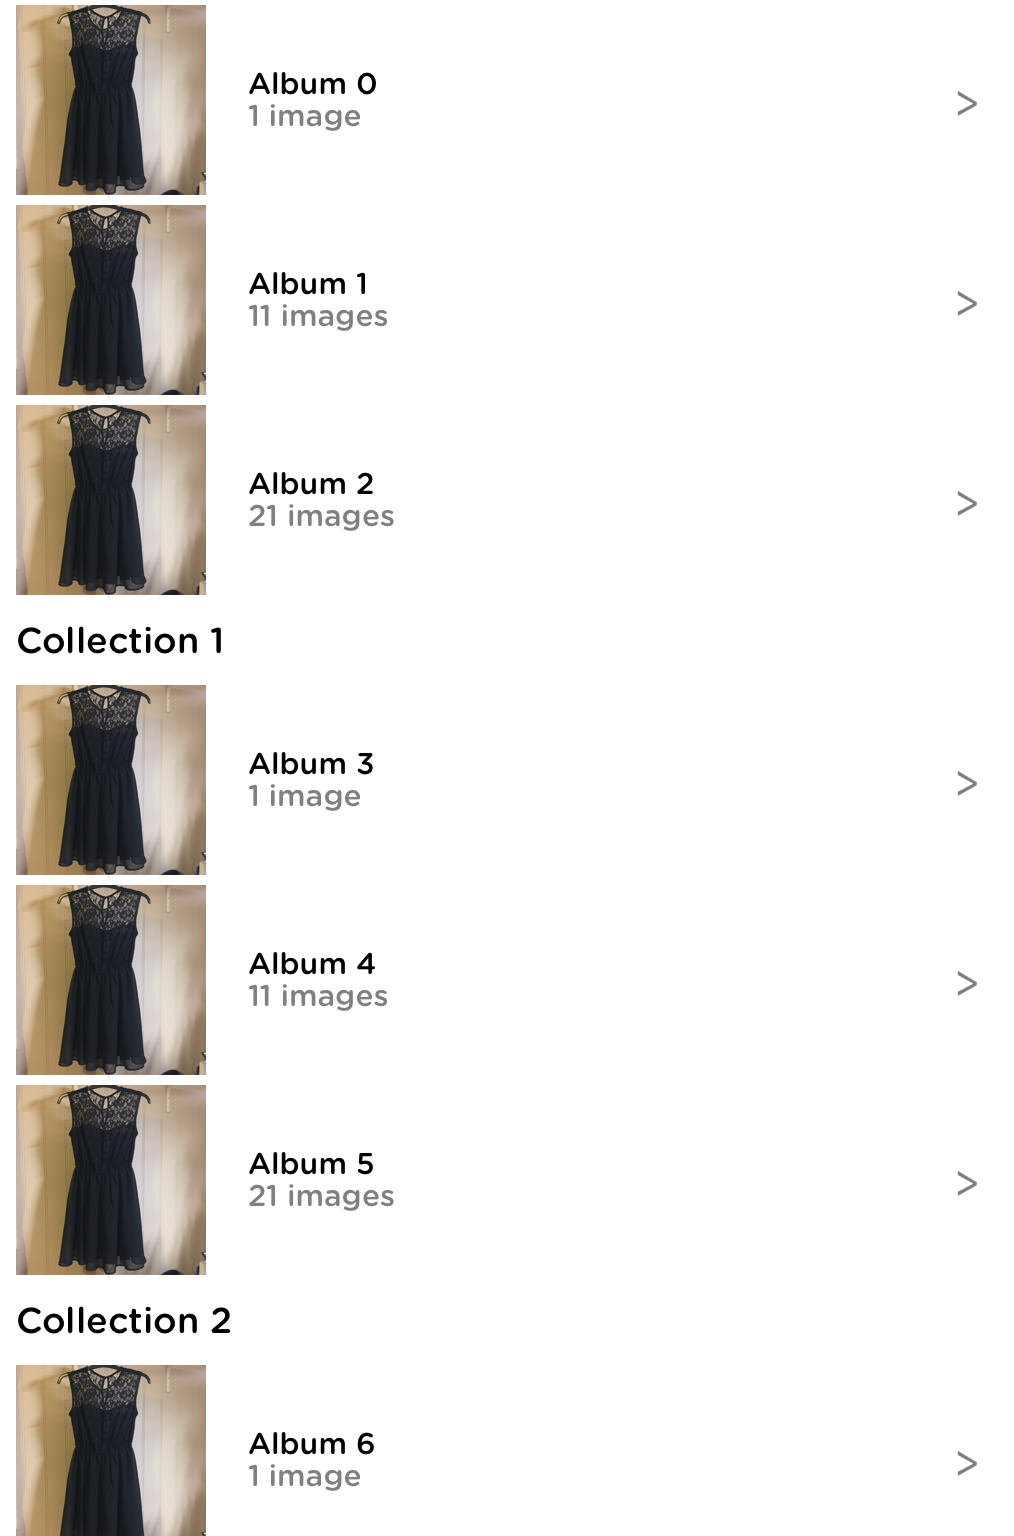 Album 0
1 image
>
Album 1
11 images
>
Album 2
21 images
>
Collection 1
Album 3
1 image
>
Album 4
11 images
>
Album 5
21 images
>
Collection 2
Album 6
1 image
>